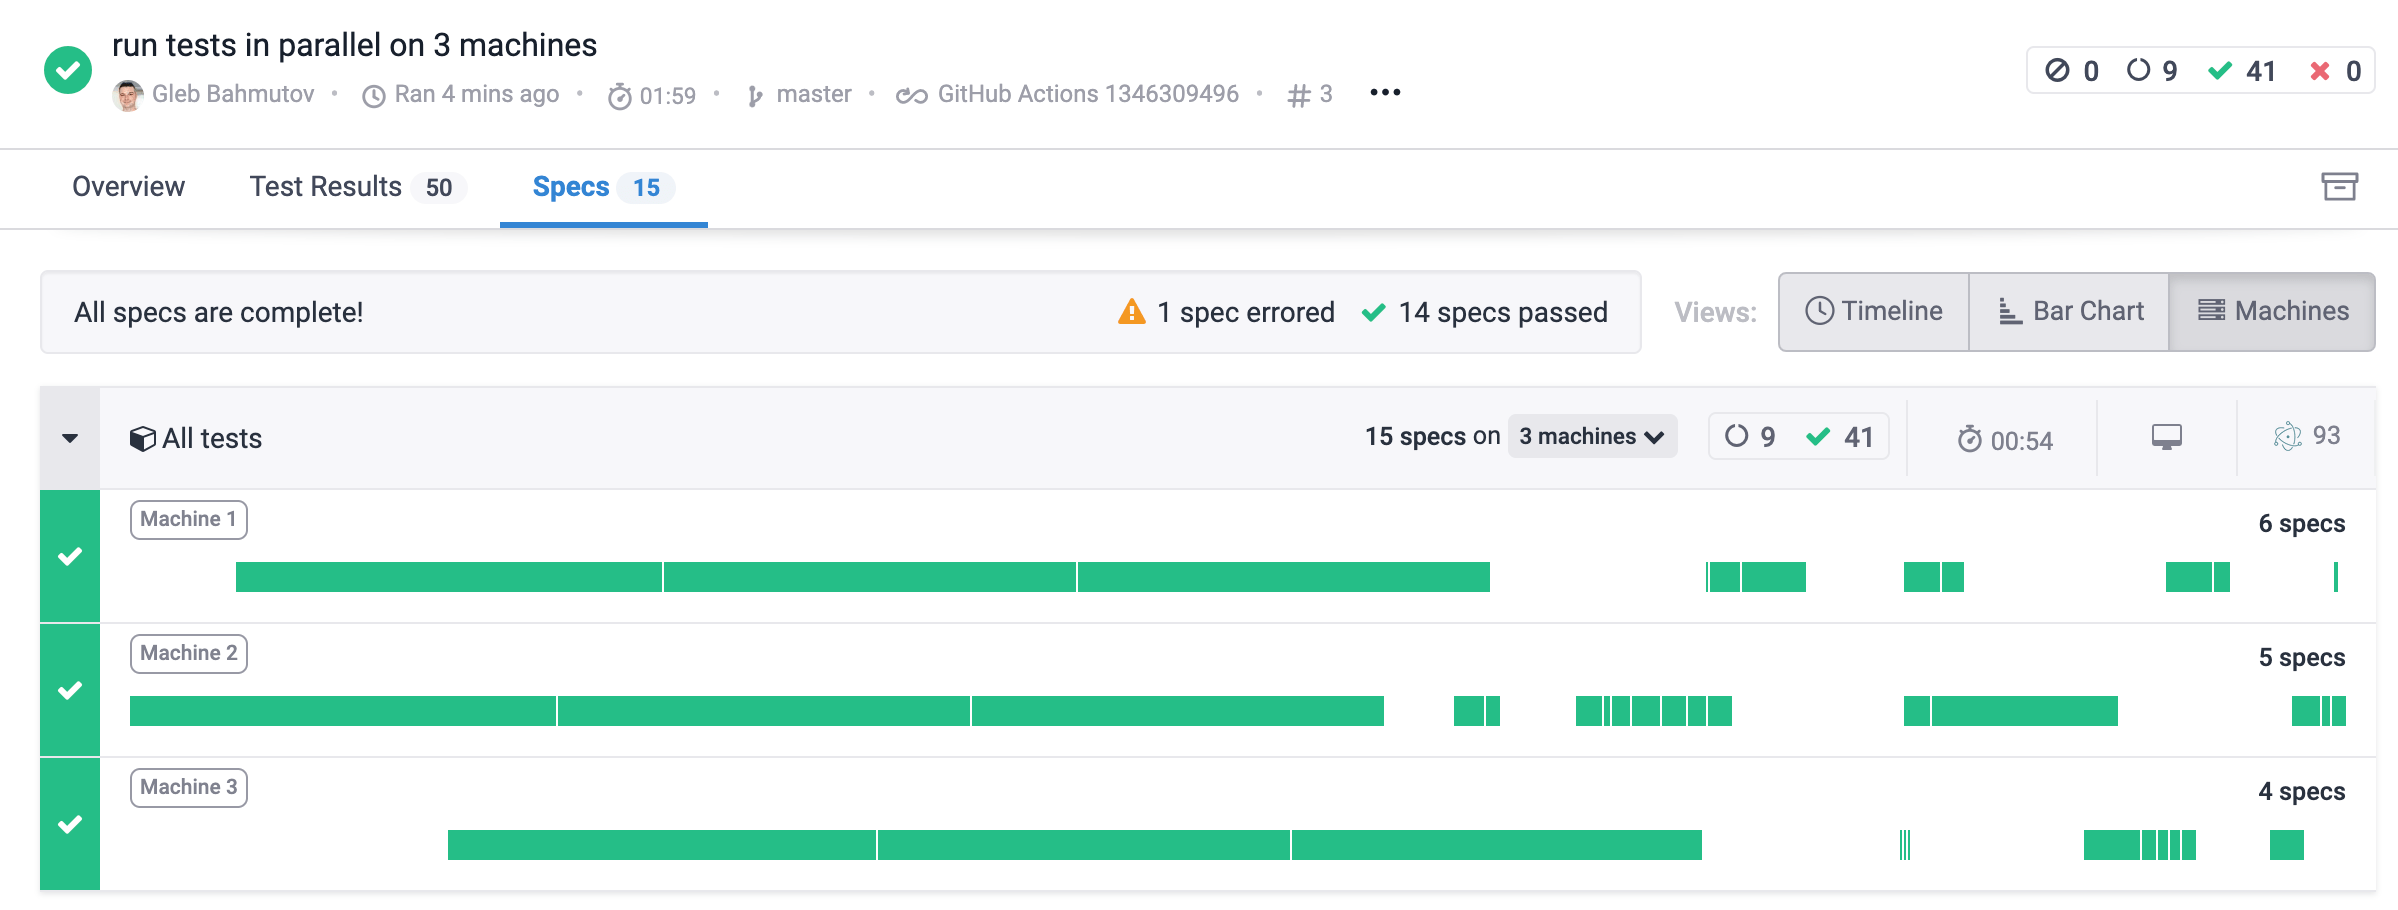 run tests in parallel on 3 machines
Gleb Bahmutov • Ran 4 mins ago • 01:59 • master • GitHub Actions 1346309496 • # 3 •••
0 9 41 0
Overview Test Results 50 Specs 15
All specs are complete! 1 spec errored 14 specs passed Views: Timeline Bar Chart Machines
All tests 15 specs on 3 machines 9 41 00:54 93
Machine 1 6 specs
Machine 2 5 specs
Machine 3 4 specs